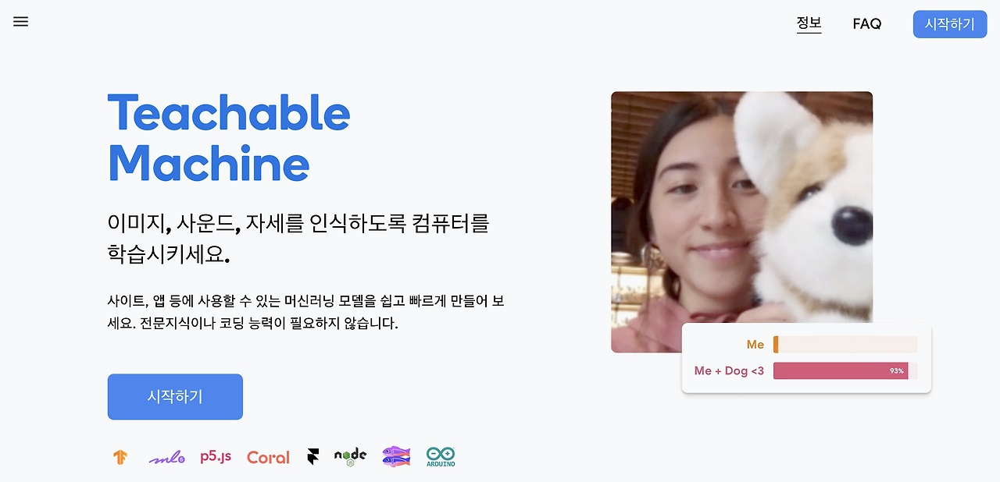 정보 FAQ 시작하기
Teachable
Machine
이미지, 사운드, 자세를 인식하도록 컴퓨터를
학습시키세요.
사이트, 앱 등에 사용할 수 있는 머신러닝 모델을 쉽고 빠르게 만들어 보
세요. 전문지식이나 코딩 능력이 필요하지 않습니다.
Me
Me + Dog <3 93%
시작하기
ml5 p5.js Coral node JS ARDUINO